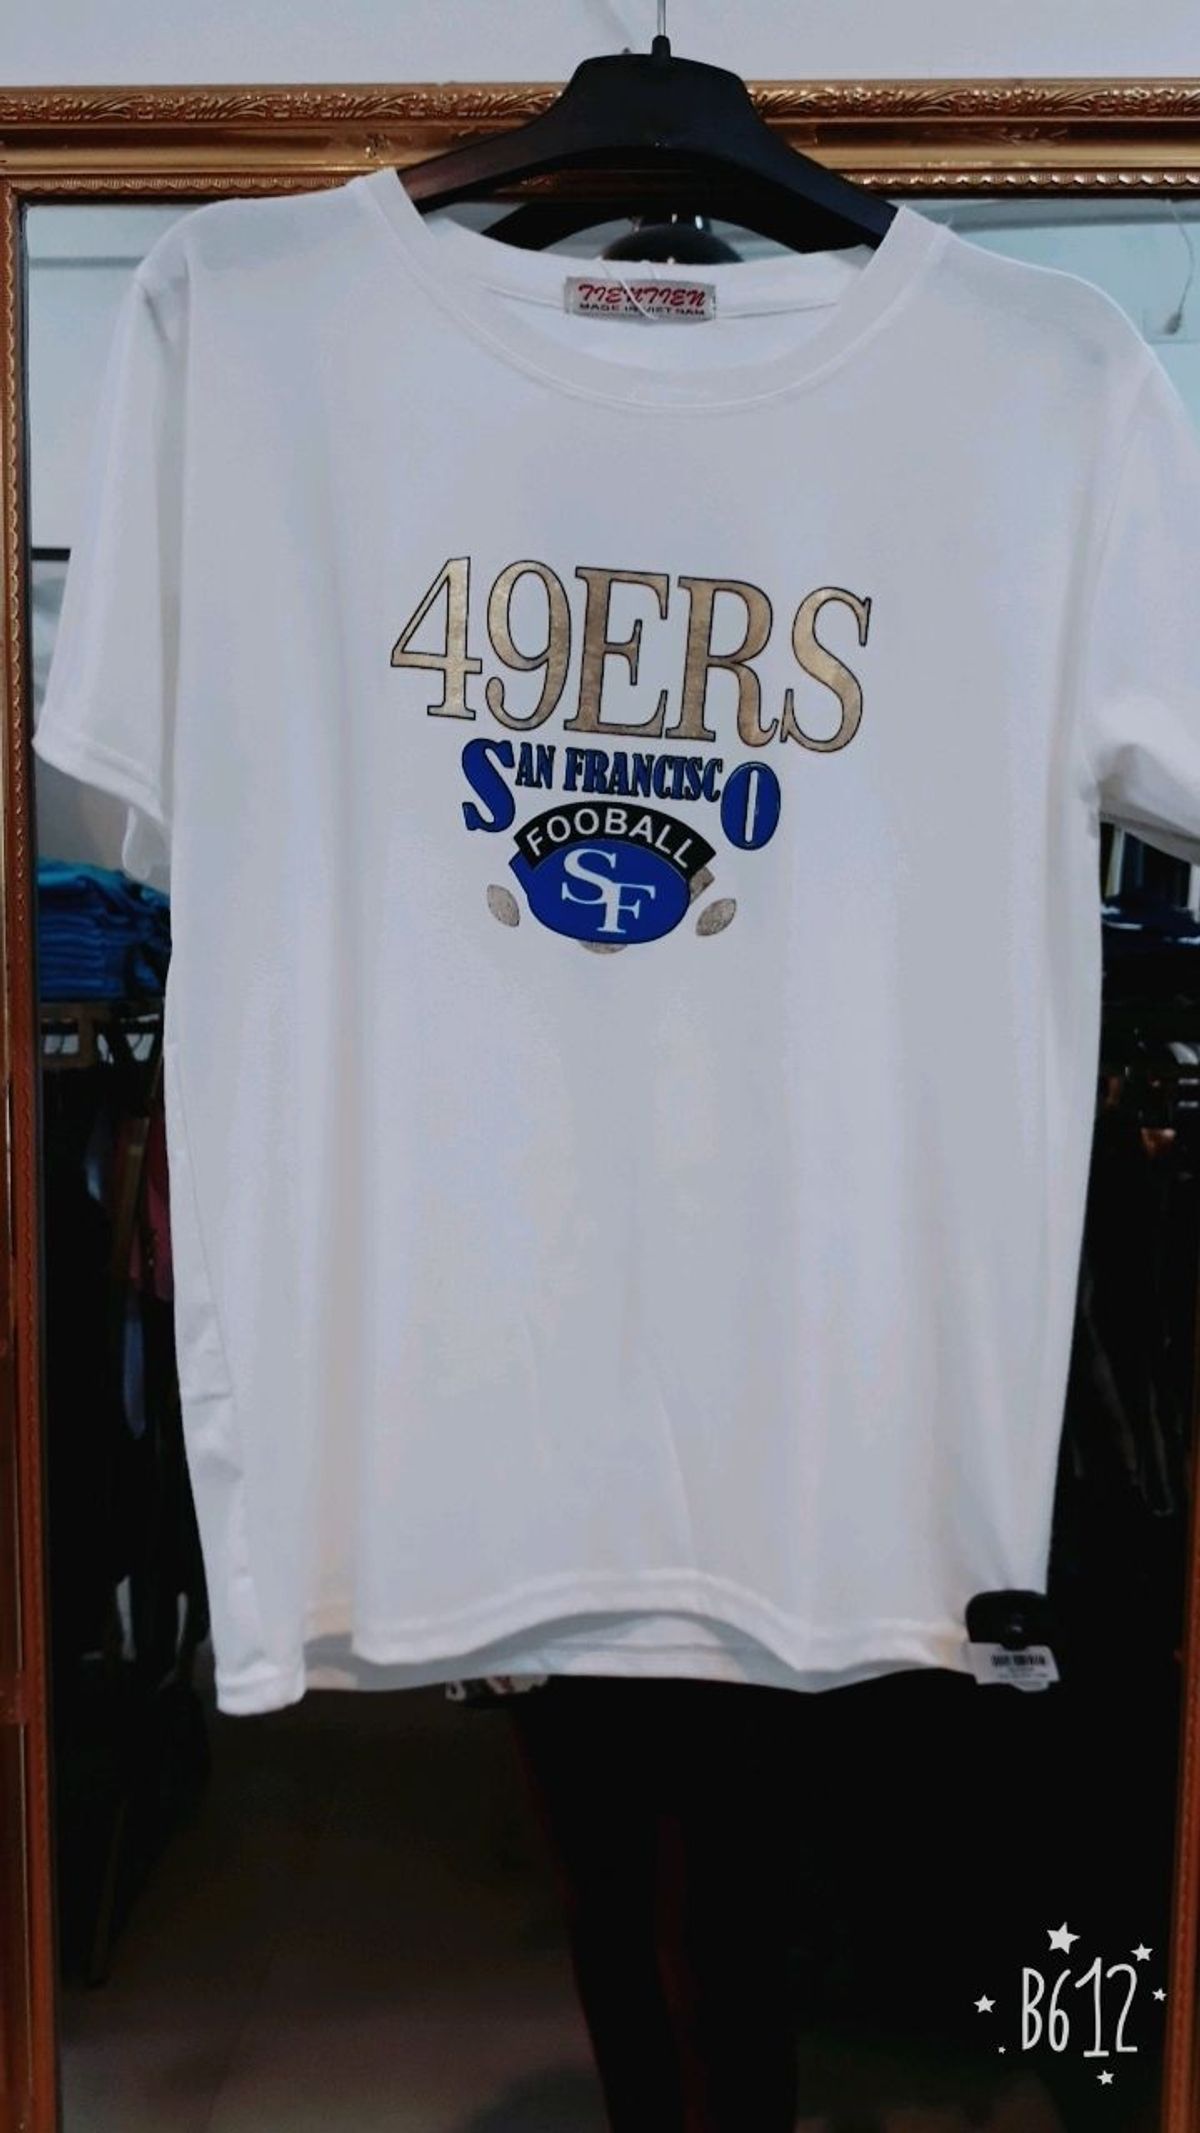 TIENTIEN
MADE IN VIET NAM
49ERS
SAN FRANCISCO
FOOBALL
SF
B612